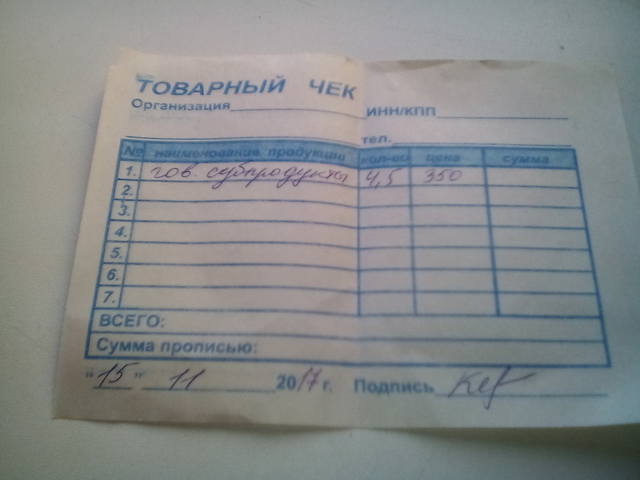 ТОВАРНЫЙ ЧЕК
Организация ИНН/КПП
тел.
№ наименование продукции кол-во цена сумма
1. гов. субпродукты 4,5 350
2.
3.
4.
5.
6.
7.
ВСЕГО:
Сумма прописью:
"15" 11 2017 г. Подпись